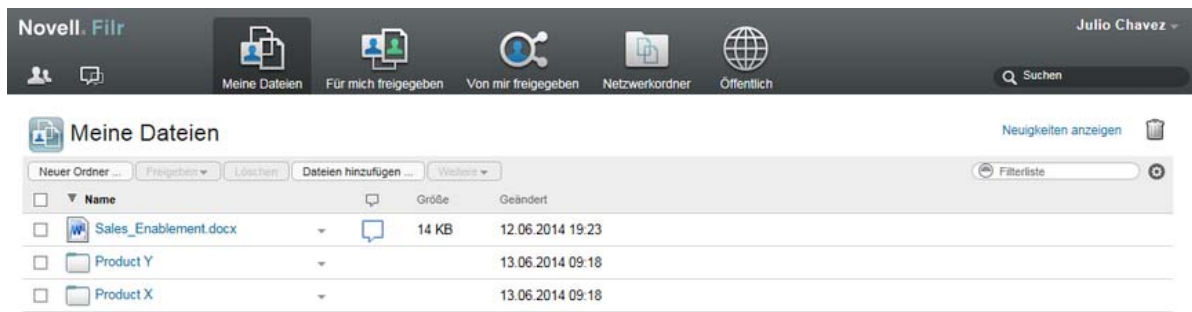 Novell. Filr
Julio Chavez
Meine Dateien Für mich freigegeben Von mir freigegeben Netzwerkordner Öffentlich
Suchen
Meine Dateien
Neuigkeiten anzeigen
Neuer Ordner ... Freigeben Löschen Dateien hinzufügen ... Weitere Filterliste
Name Größe Geändert
Sales_Enablement.docx 14 KB 12.06.2014 19:23
Product Y 13.06.2014 09:18
Product X 13.06.2014 09:18